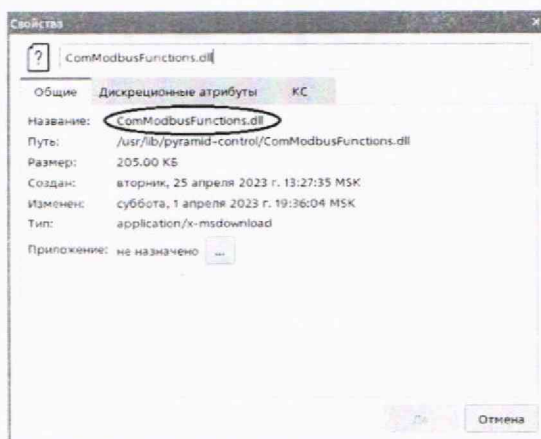 Свойства
ComModbusFunctions.dll
Общие Дискреционные атрибуты КС
Название: ComModbusFunctions.dll
Путь: /usr/lib/pyramid-control/ComModbusFunctions.dll
Размер: 205.00 КБ
Создан: вторник, 25 апреля 2023 г. 13:27:35 MSK
Изменен: суббота, 1 апреля 2023 г. 19:36:04 MSK
Тип: application/x-msdownload
Приложение: не назначено ...
Да Отмена